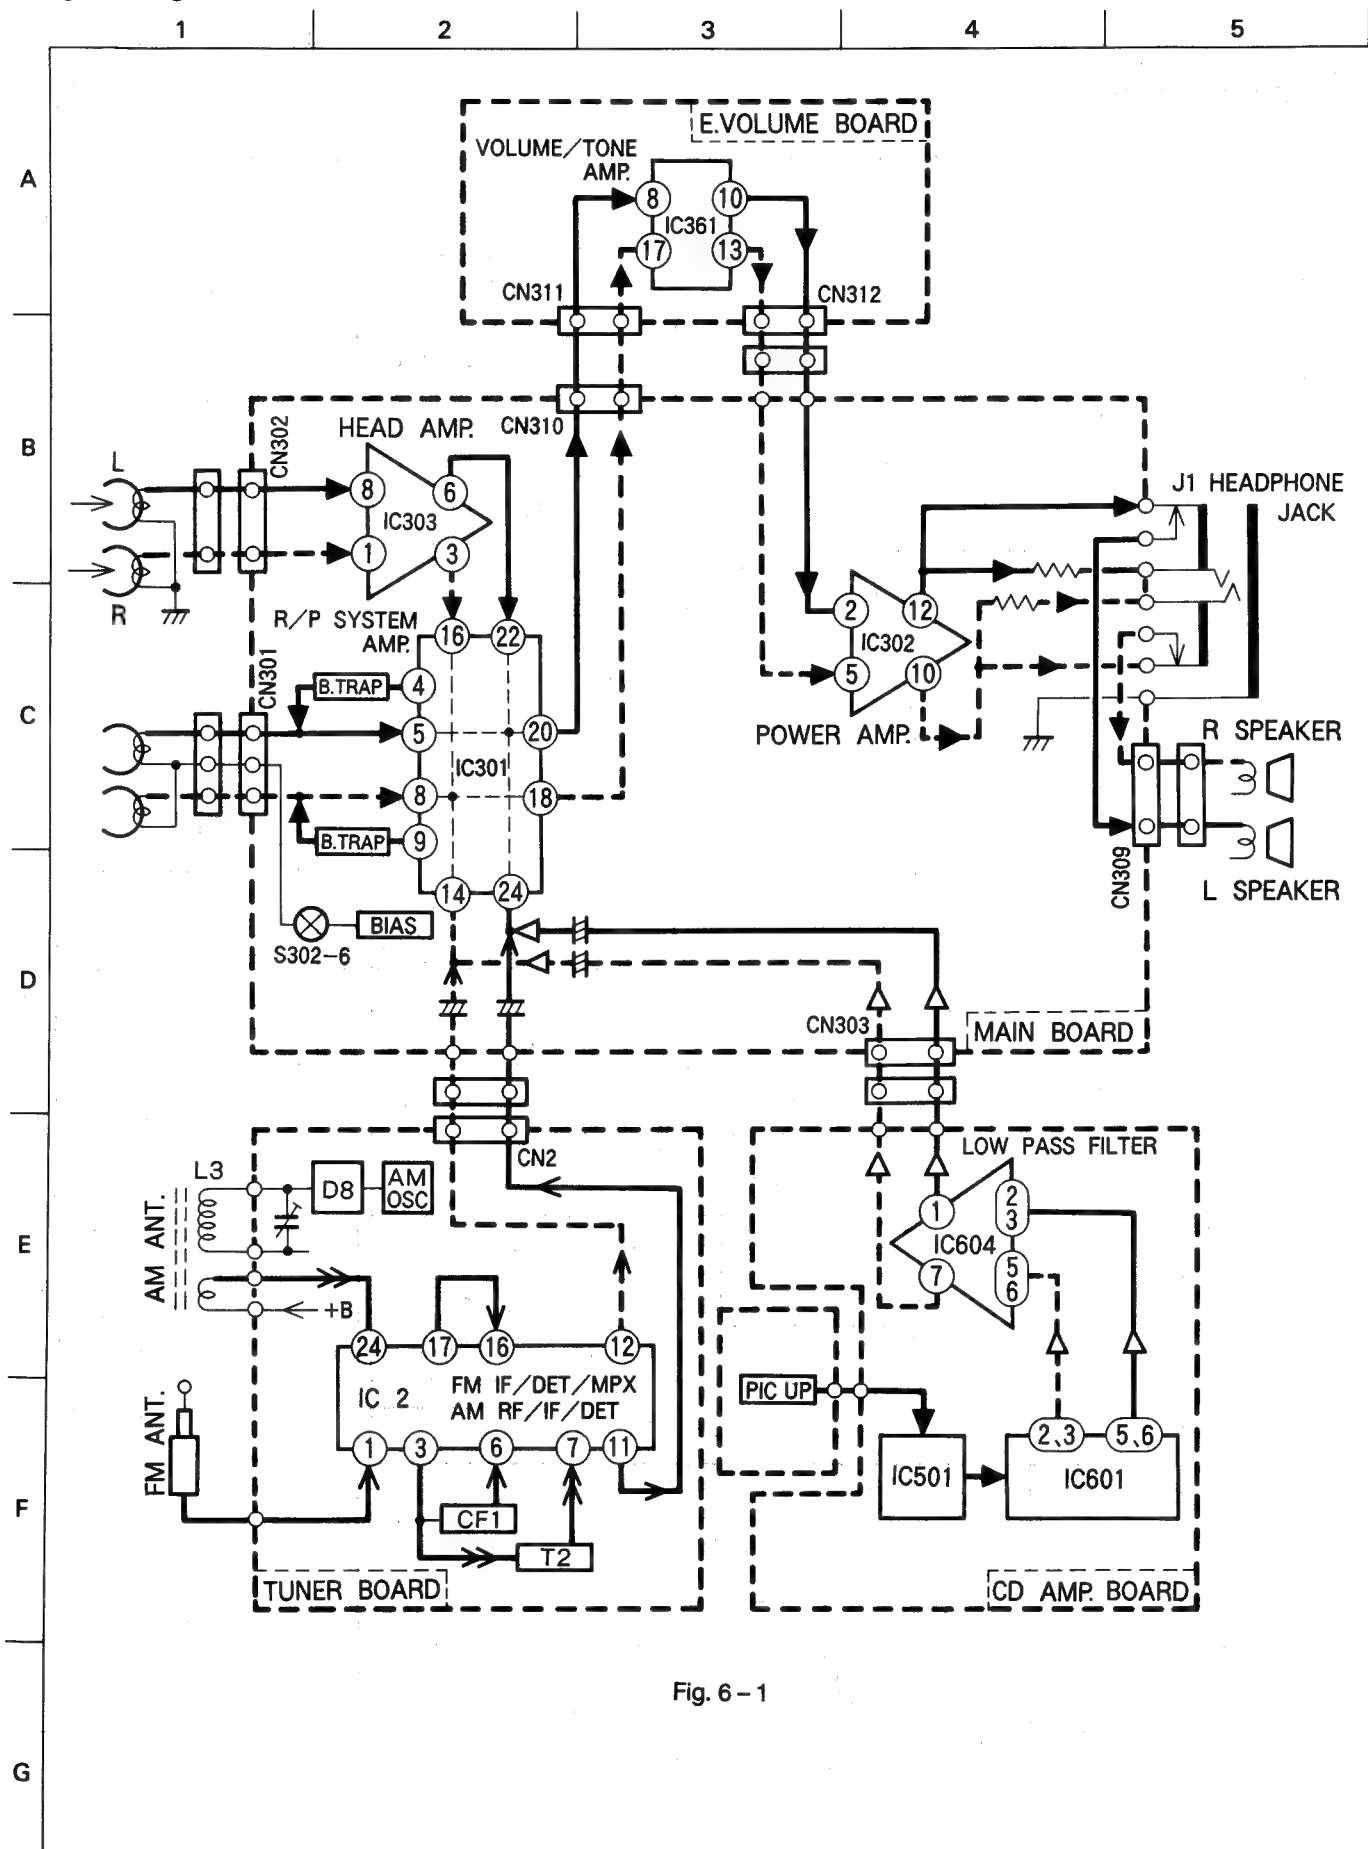 1
2
3
4
5
A
B
C
D
E
F
G
E.VOLUME BOARD
VOLUME/TONE
AMP.
8
10
IC361
17
13
CN311
CN312
CN310
CN302
HEAD AMP.
L
8
6
IC303
1
3
R
J1 HEADPHONE
JACK
R/P SYSTEM
AMP.
16
22
2
12
IC302
5
10
POWER AMP.
CN301
B.TRAP
4
5
20
IC301
8
18
B.TRAP
9
14
24
R SPEAKER
CN309
L SPEAKER
BIAS
S302-6
CN303
MAIN BOARD
CN2
LOW PASS FILTER
L3
D8
AM
OSC
AM ANT.
+B
1
2
3
IC604
7
5
6
24
17
16
12
IC 2
FM IF/DET/MPX
AM RF/IF/DET
1
3
6
7
11
FM ANT.
CF1
T2
TUNER BOARD
PIC UP
2、3
5、6
IC501
IC601
CD AMP. BOARD
Fig. 6-1